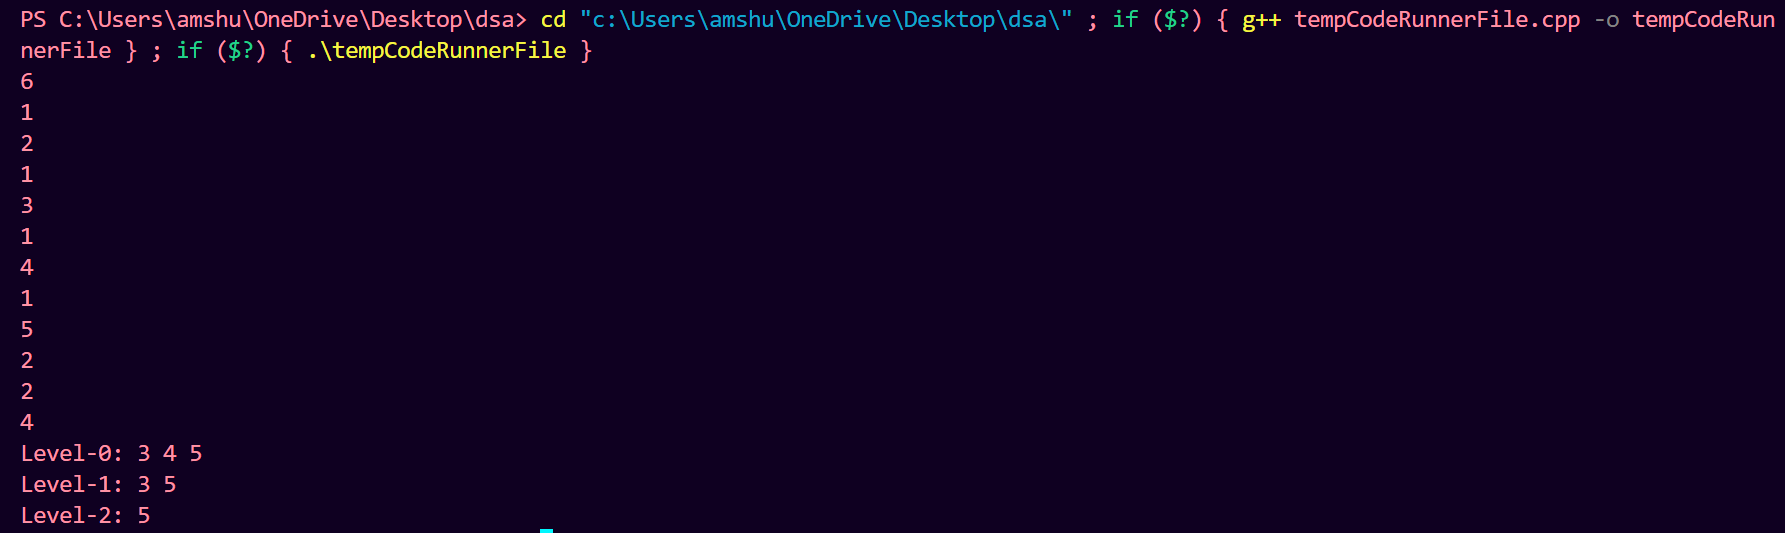 PS C:\Users\amshu\OneDrive\Desktop\dsa> cd "c:\Users\amshu\OneDrive\Desktop\dsa\" ; if ($?) { g++ tempCodeRunnerFile.cpp -o tempCodeRun
nerFile } ; if ($?) { .\tempCodeRunnerFile }
6
1
2
1
3
1
4
1
5
2
2
4
Level-0: 3 4 5
Level-1: 3 5
Level-2: 5